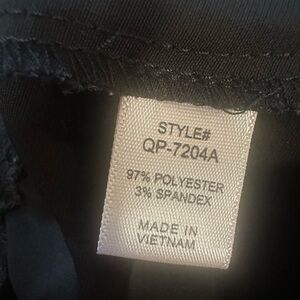 STYLE#
QP-7204A
97% POLYESTER
3% SPANDEX
MADE IN
VIETNAM